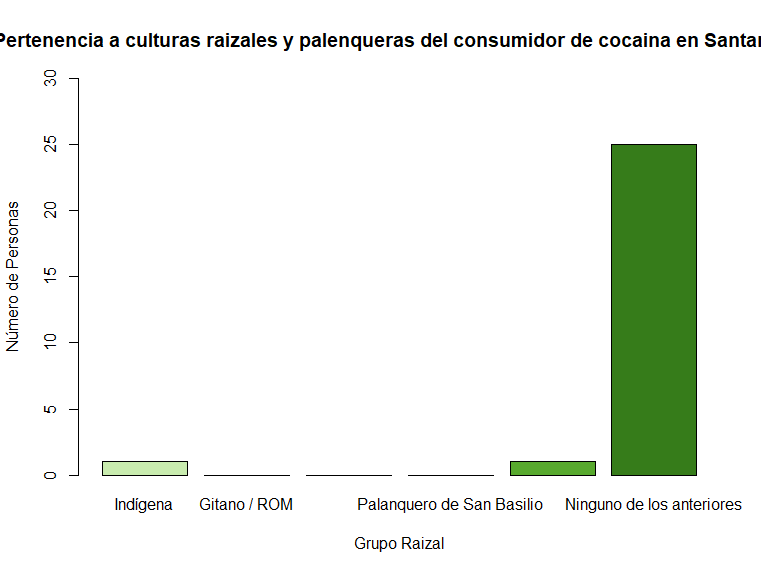 Pertenencia a culturas raizales y palenqueras del consumidor de cocaina en Santan
30
25
20
15
10
5
0
Número de Personas
Indígena Gitano / ROM Palanquero de San Basilio Ninguno de los anteriores
Grupo Raizal